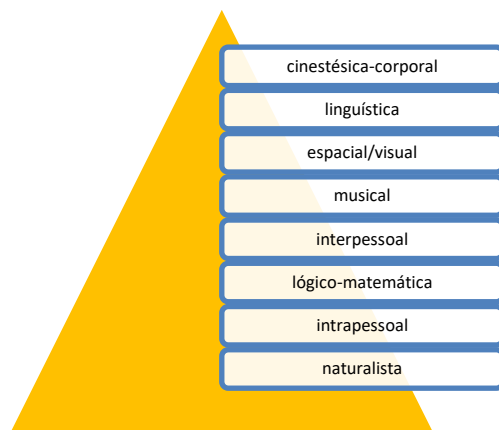 cinestésica-corporal
linguística
espacial/visual
musical
interpessoal
lógico-matemática
intrapessoal
naturalista